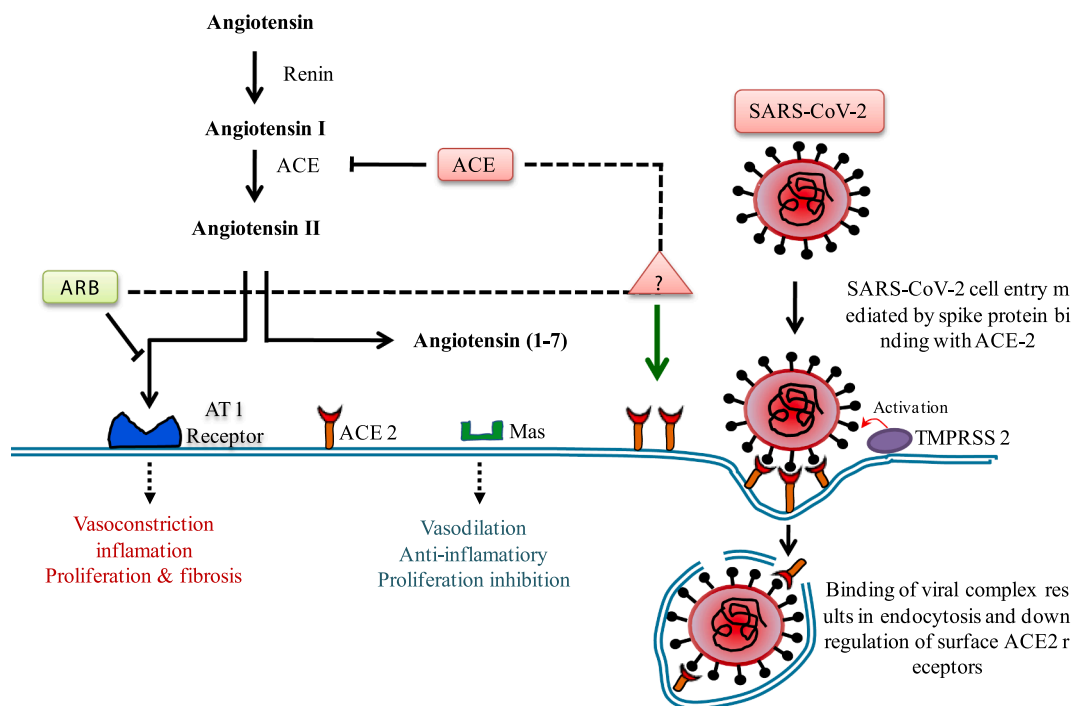 Angiotensin
Renin
Angiotensin I
ACE
ACE
Angiotensin II
ARB
?
Angiotensin (1-7)
AT 1
Receptor
ACE 2
Mas
Vasoconstriction
inflamation
Proliferation & fibrosis
Vasodilation
Anti-inflamatiory
Proliferation inhibition
SARS-CoV-2
SARS-CoV-2 cell entry m
ediated by spike protein bi
nding with ACE-2
Activation
TMPRSS 2
Binding of viral complex res
ults in endocytosis and down
regulation of surface ACE2 r
eceptors